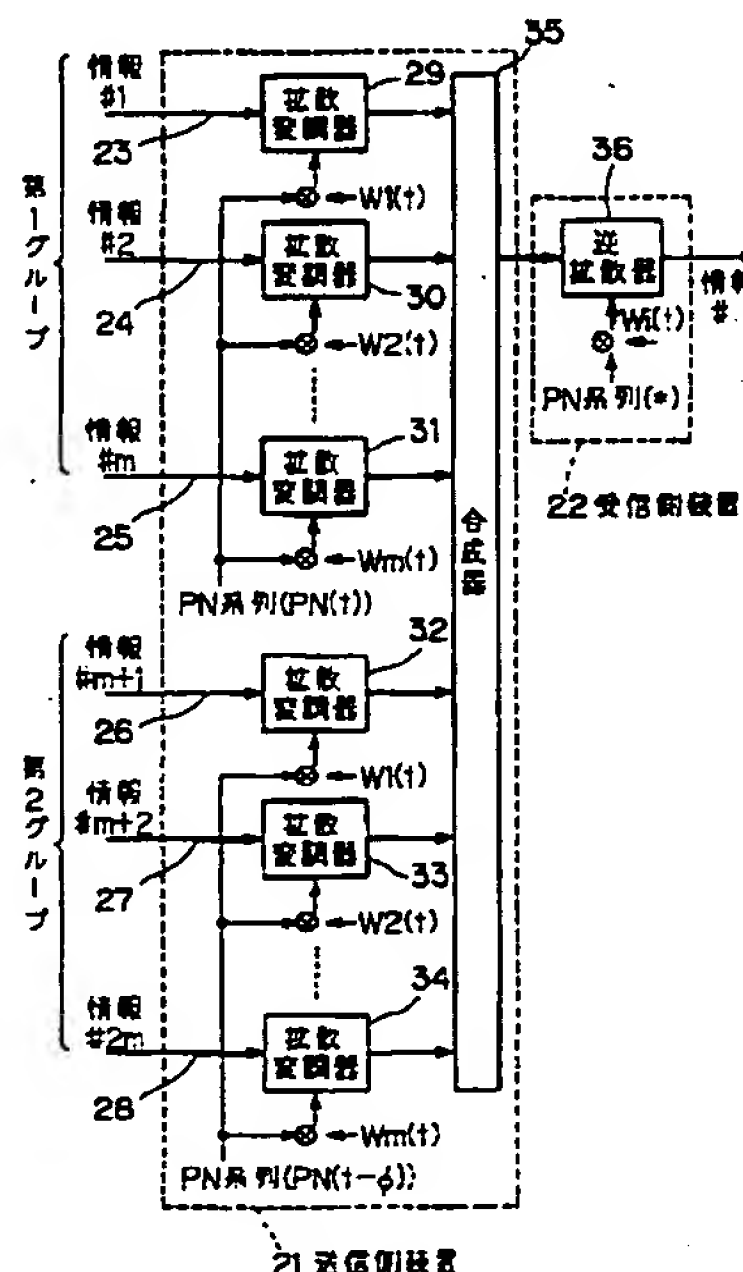 35
情報
#1
23
拡散
変調器
29
W1(t)
第1グループ
情報
#2
24
拡散
変調器
30
W2(t)
情報
#m
25
拡散
変調器
31
Wm(t)
PN系列(PN(t))
合成器
36
逆
拡散器
情報
#
Wi(t)
PN系列(*)
22 受信側装置
第2グループ
情報
#m+1
26
拡散
変調器
32
W1(t)
情報
#m+2
27
拡散
変調器
33
W2(t)
情報
#2m
28
拡散
変調器
34
Wm(t)
PN系列(PN(t-φ))
21 送信側装置